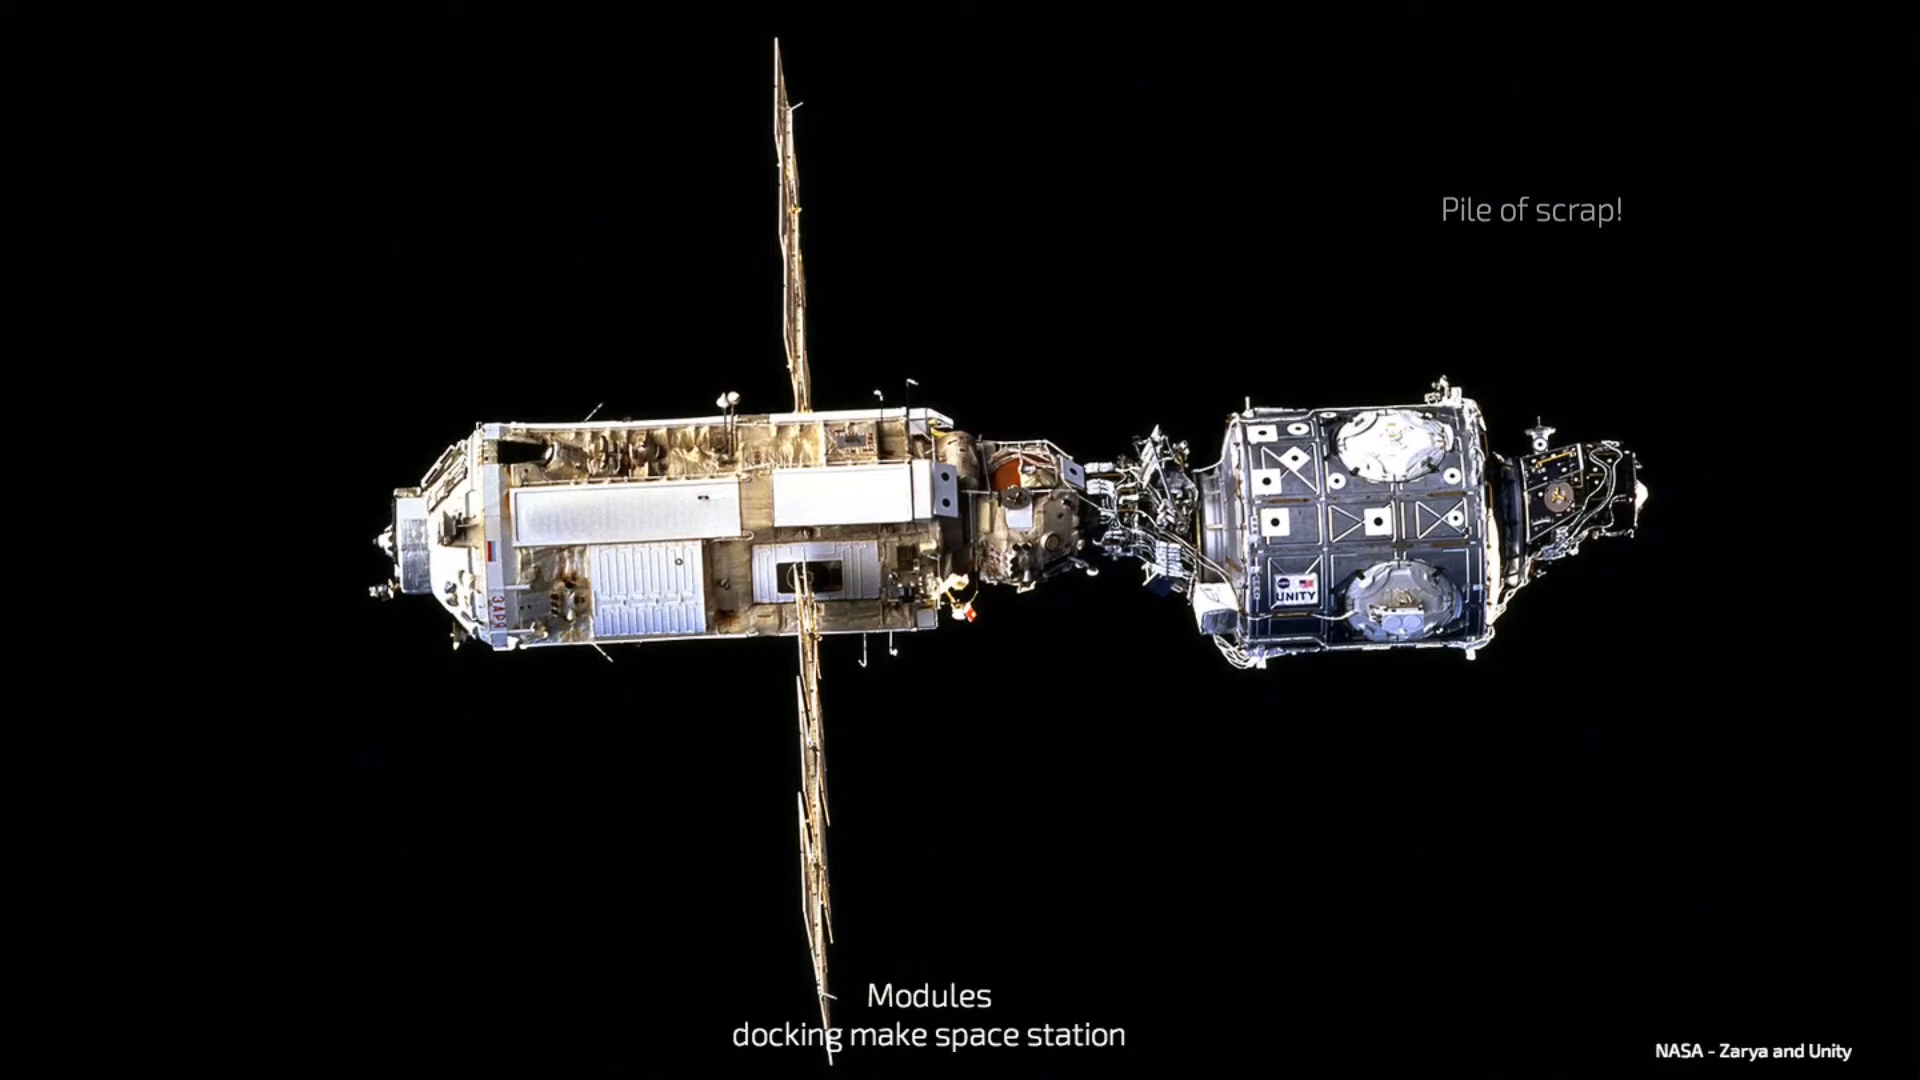 Pile of scrap!
ЗАРЯ
UNITY
Modules
docking make space station
NASA - Zarya and Unity